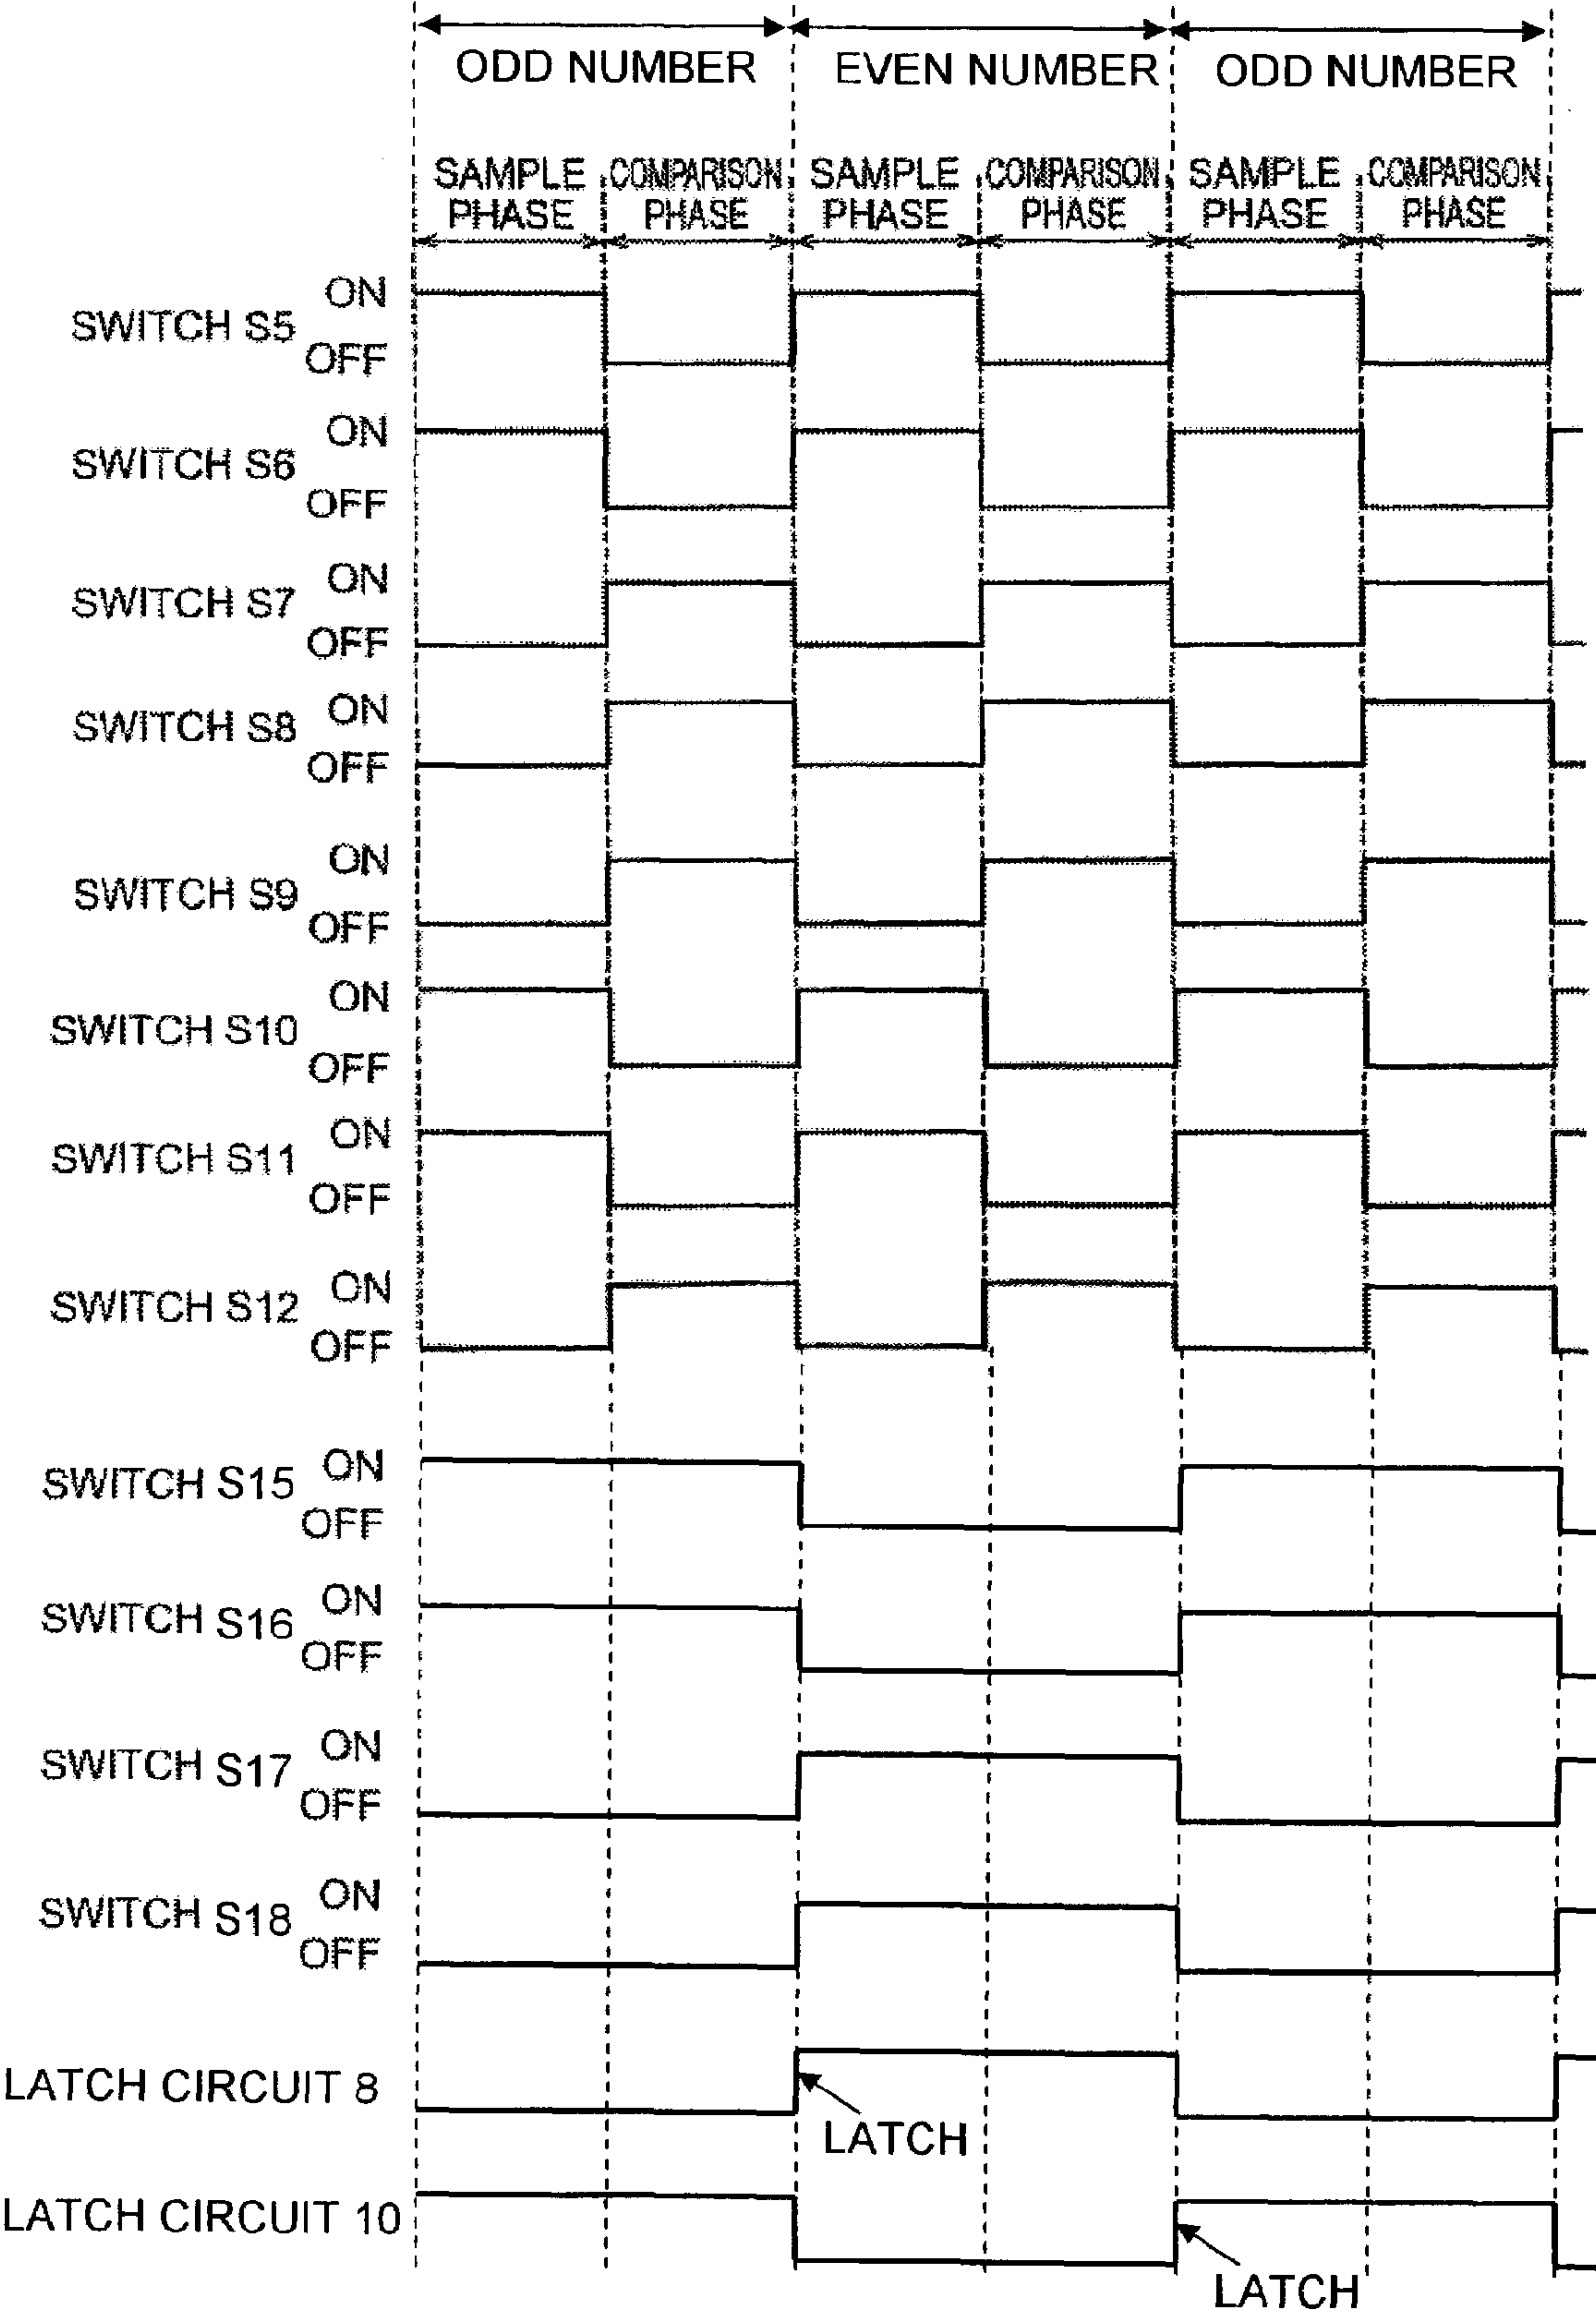 ODD NUMBER EVEN NUMBER ODD NUMBER
SAMPLE PHASE COMPARISON PHASE SAMPLE PHASE COMPARISON PHASE SAMPLE PHASE COMPARISON PHASE
SWITCH S5 ON
OFF
SWITCH S6 ON
OFF
SWITCH S7 ON
OFF
SWITCH S8 ON
OFF
SWITCH S9 ON
OFF
SWITCH S10 ON
OFF
SWITCH S11 ON
OFF
SWITCH S12 ON
OFF
SWITCH S15 ON
OFF
SWITCH S16 ON
OFF
SWITCH S17 ON
OFF
SWITCH S18 ON
OFF
LATCH CIRCUIT 8
LATCH
LATCH CIRCUIT 10
LATCH